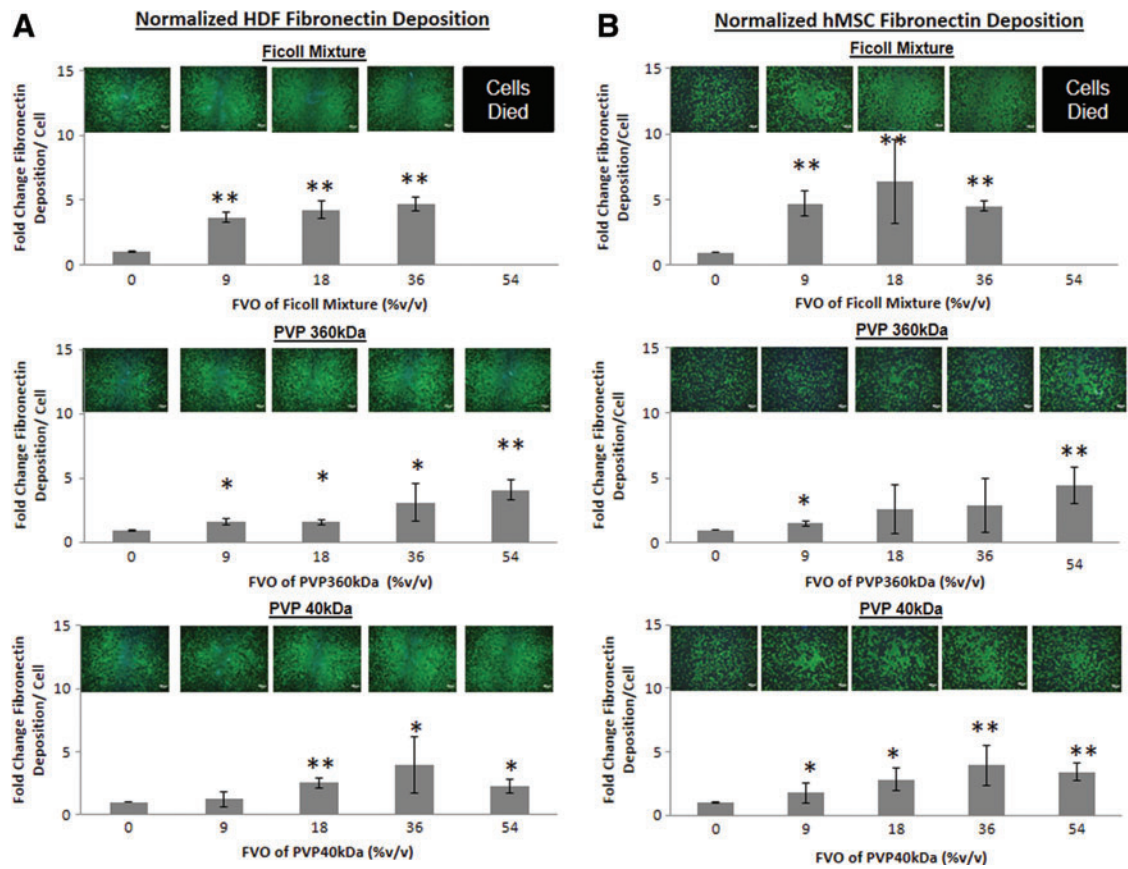 A
Normalized HDF Fibronectin Deposition
Ficoll Mixture
15
10
5
0
Fold Change Fibronectin
Deposition/ Cell
Cells
Died
**
**
**
0 9 18 36 54
FVO of Ficoll Mixture (%v/v)
PVP 360kDa
15
10
5
0
Fold Change Fibronectin
Deposition/ Cell
*
*
*
**
0 9 18 36 54
FVO of PVP360kDa (%v/v)
PVP 40kDa
15
10
5
0
Fold Change Fibronectin
Deposition/ Cell
**
*
*
0 9 18 36 54
FVO of PVP40kDa (%v/v)
B
Normalized hMSC Fibronectin Deposition
Ficoll Mixture
15
10
5
0
Fold Change Fibronectin
Deposition/Cell
Cells
Died
**
**
**
0 9 18 36 54
FVO of Ficoll Mixture (%v/v)
PVP 360kDa
15
10
5
0
Fold Change Fibronectin
Deposition/Cell
*
**
0 9 18 36 54
FVO of PVP360kDa (%v/v)
PVP 40kDa
15
10
5
0
Fold Change Fibronectin
Deposition/Cell
*
*
**
**
0 9 18 36 54
FVO of PVP40kDa (%v/v)